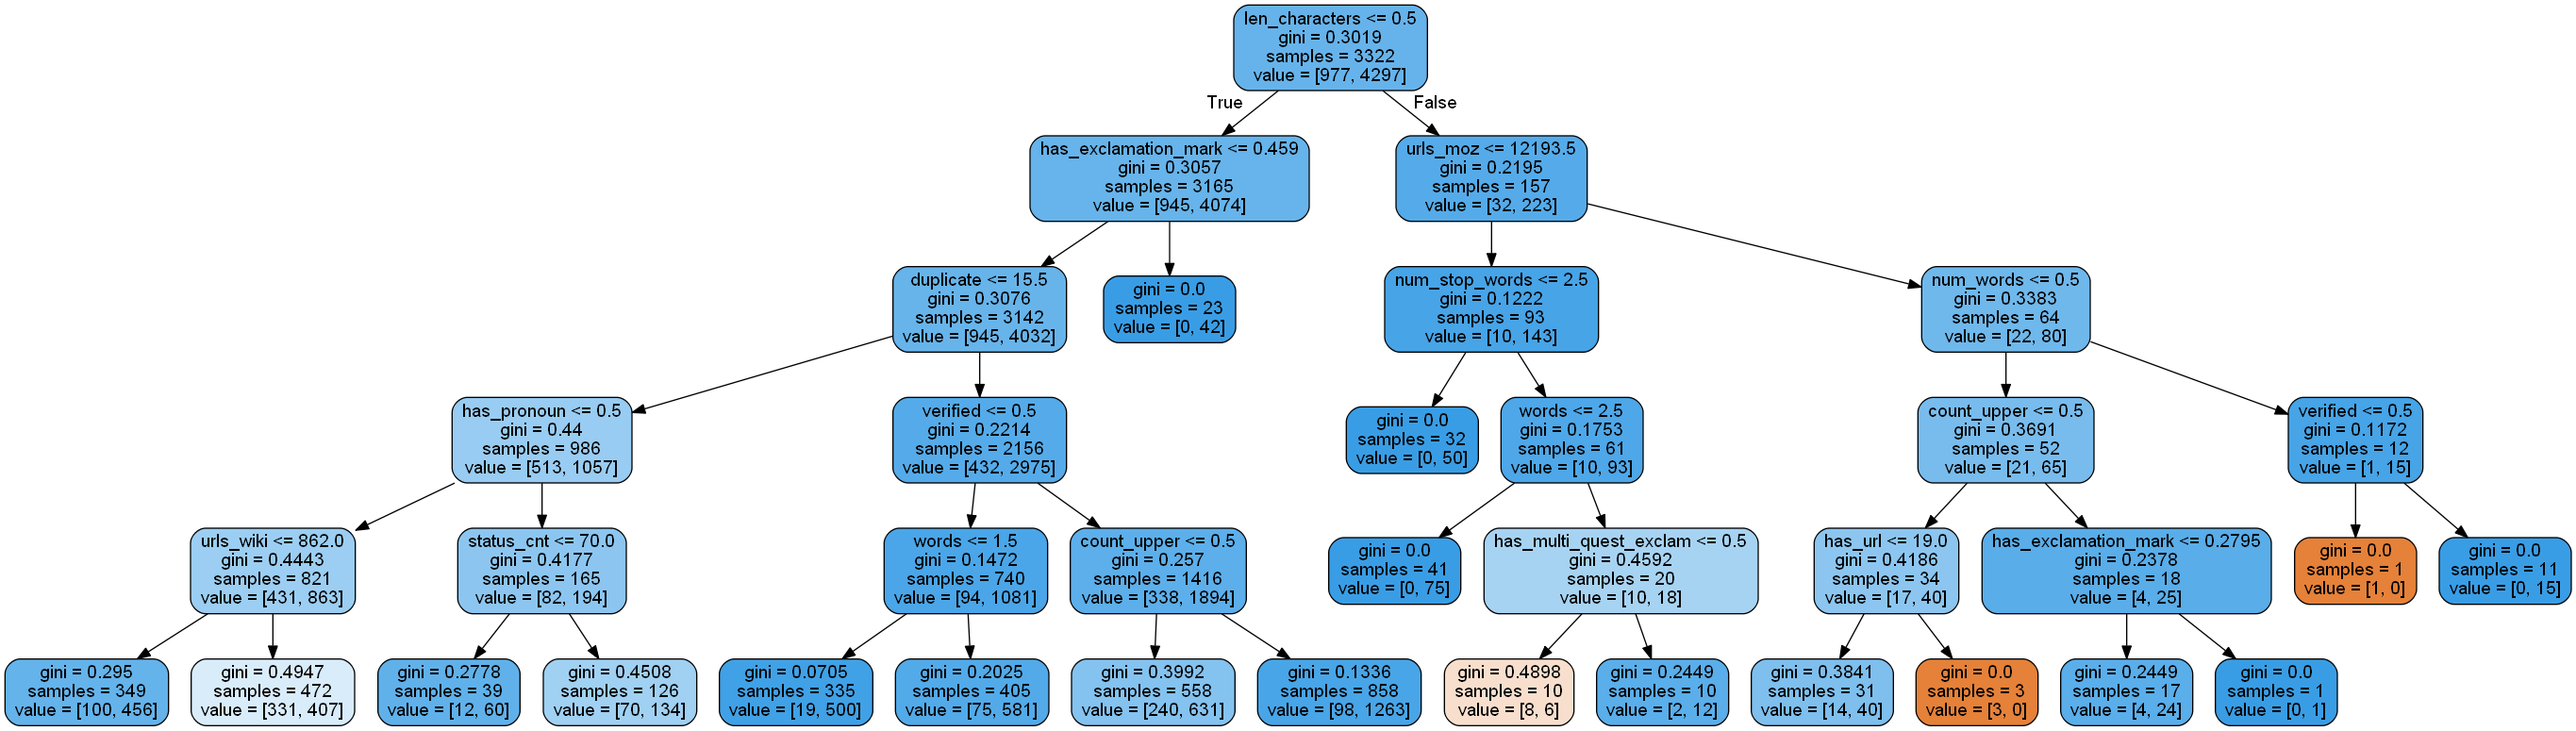 len_characters <= 0.5
gini = 0.3019
samples = 3322
value = [977, 4297]
True
False
has_exclamation_mark <= 0.459
gini = 0.3057
samples = 3165
value = [945, 4074]
urls_moz <= 12193.5
gini = 0.2195
samples = 157
value = [32, 223]
duplicate <= 15.5
gini = 0.3076
samples = 3142
value = [945, 4032]
gini = 0.0
samples = 23
value = [0, 42]
num_stop_words <= 2.5
gini = 0.1222
samples = 93
value = [10, 143]
num_words <= 0.5
gini = 0.3383
samples = 64
value = [22, 80]
has_pronoun <= 0.5
gini = 0.44
samples = 986
value = [513, 1057]
verified <= 0.5
gini = 0.2214
samples = 2156
value = [432, 2975]
gini = 0.0
samples = 32
value = [0, 50]
words <= 2.5
gini = 0.1753
samples = 61
value = [10, 93]
count_upper <= 0.5
gini = 0.3691
samples = 52
value = [21, 65]
verified <= 0.5
gini = 0.1172
samples = 12
value = [1, 15]
urls_wiki <= 862.0
gini = 0.4443
samples = 821
value = [431, 863]
status_cnt <= 70.0
gini = 0.4177
samples = 165
value = [82, 194]
words <= 1.5
gini = 0.1472
samples = 740
value = [94, 1081]
count_upper <= 0.5
gini = 0.257
samples = 1416
value = [338, 1894]
gini = 0.0
samples = 41
value = [0, 75]
has_multi_quest_exclam <= 0.5
gini = 0.4592
samples = 20
value = [10, 18]
has_url <= 19.0
gini = 0.4186
samples = 34
value = [17, 40]
has_exclamation_mark <= 0.2795
gini = 0.2378
samples = 18
value = [4, 25]
gini = 0.0
samples = 1
value = [1, 0]
gini = 0.0
samples = 11
value = [0, 15]
gini = 0.295
samples = 349
value = [100, 456]
gini = 0.4947
samples = 472
value = [331, 407]
gini = 0.2778
samples = 39
value = [12, 60]
gini = 0.4508
samples = 126
value = [70, 134]
gini = 0.0705
samples = 335
value = [19, 500]
gini = 0.2025
samples = 405
value = [75, 581]
gini = 0.3992
samples = 558
value = [240, 631]
gini = 0.1336
samples = 858
value = [98, 1263]
gini = 0.4898
samples = 10
value = [8, 6]
gini = 0.2449
samples = 10
value = [2, 12]
gini = 0.3841
samples = 31
value = [14, 40]
gini = 0.0
samples = 3
value = [3, 0]
gini = 0.2449
samples = 17
value = [4, 24]
gini = 0.0
samples = 1
value = [0, 1]